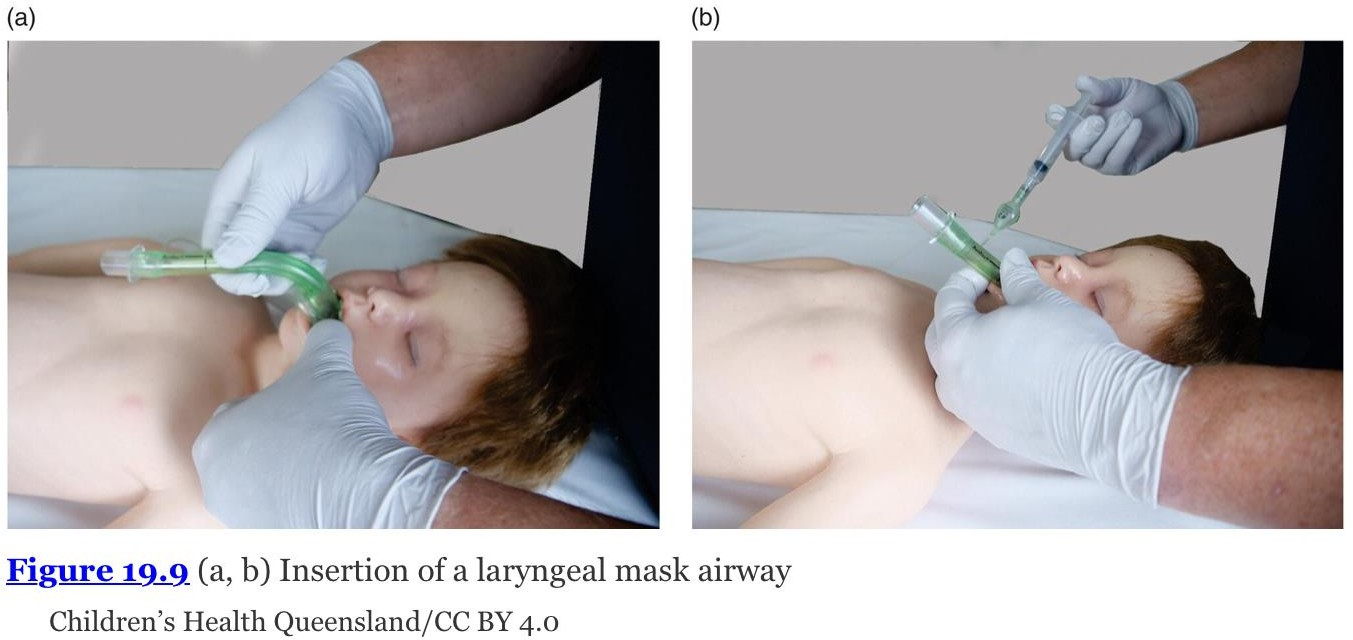 (a)
(b)
Figure 19.9 (a, b) Insertion of a laryngeal mask airway
Children’s Health Queensland/CC BY 4.0